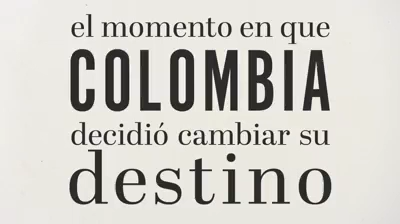 el momento en que
COLOMBIA
decidió cambiar su
destino